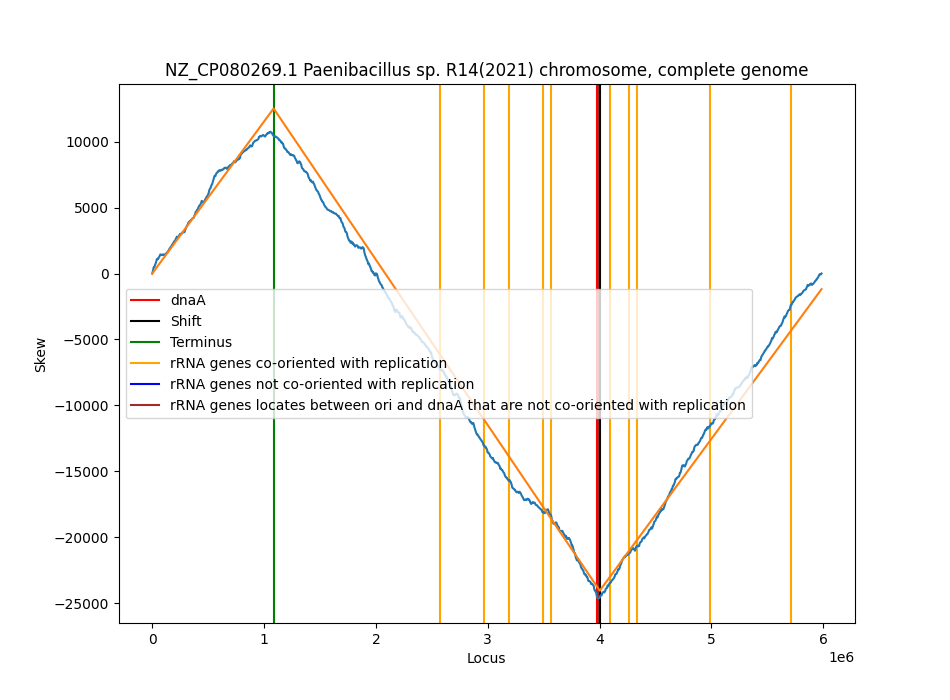 NZ_CP080269.1 Paenibacillus sp. R14(2021) chromosome, complete genome
10000
5000
0
−5000
−10000
−15000
−20000
−25000
Skew
dnaA
Shift
Terminus
rRNA genes co-oriented with replication
rRNA genes not co-oriented with replication
rRNA genes locates between ori and dnaA that are not co-oriented with replication
0 1 2 3 4 5 6
Locus
1e6